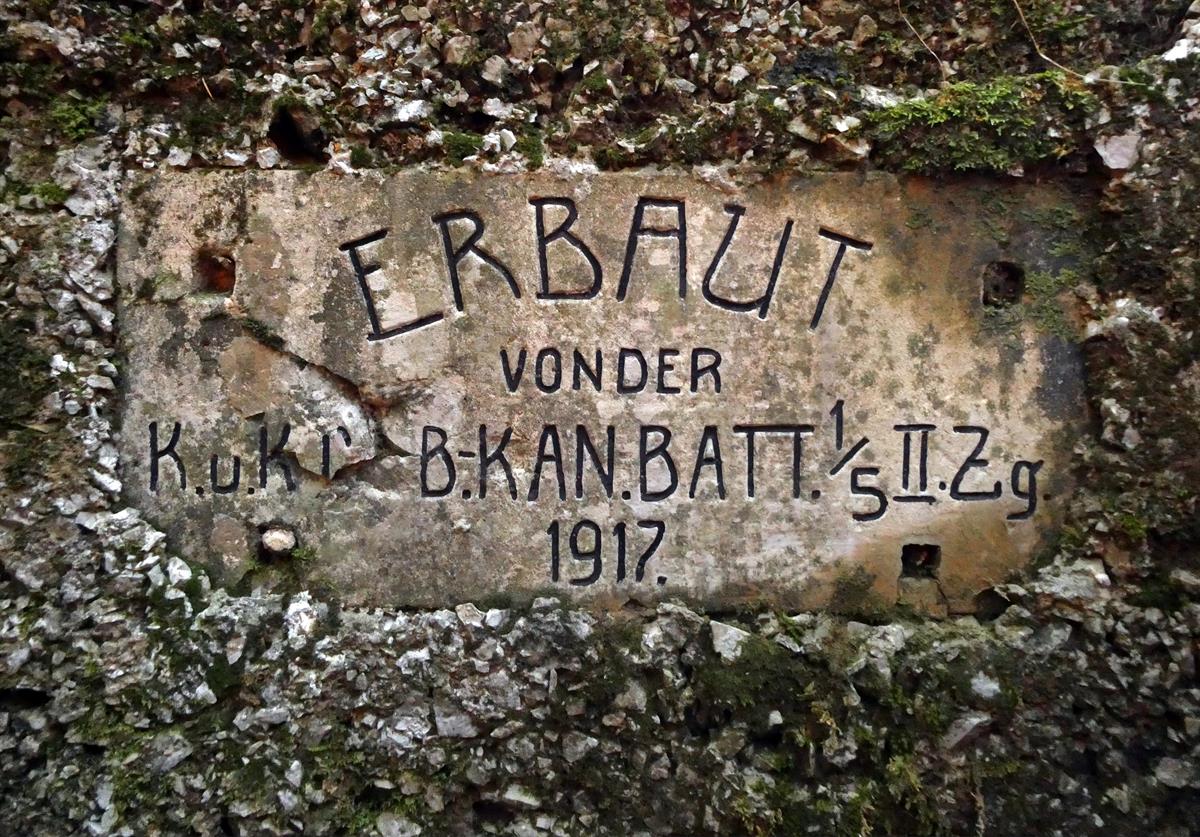 ERBAUT
VON DER
K.u.K r B.-KAN.BATT. 1/5 II.Zg.
1917.